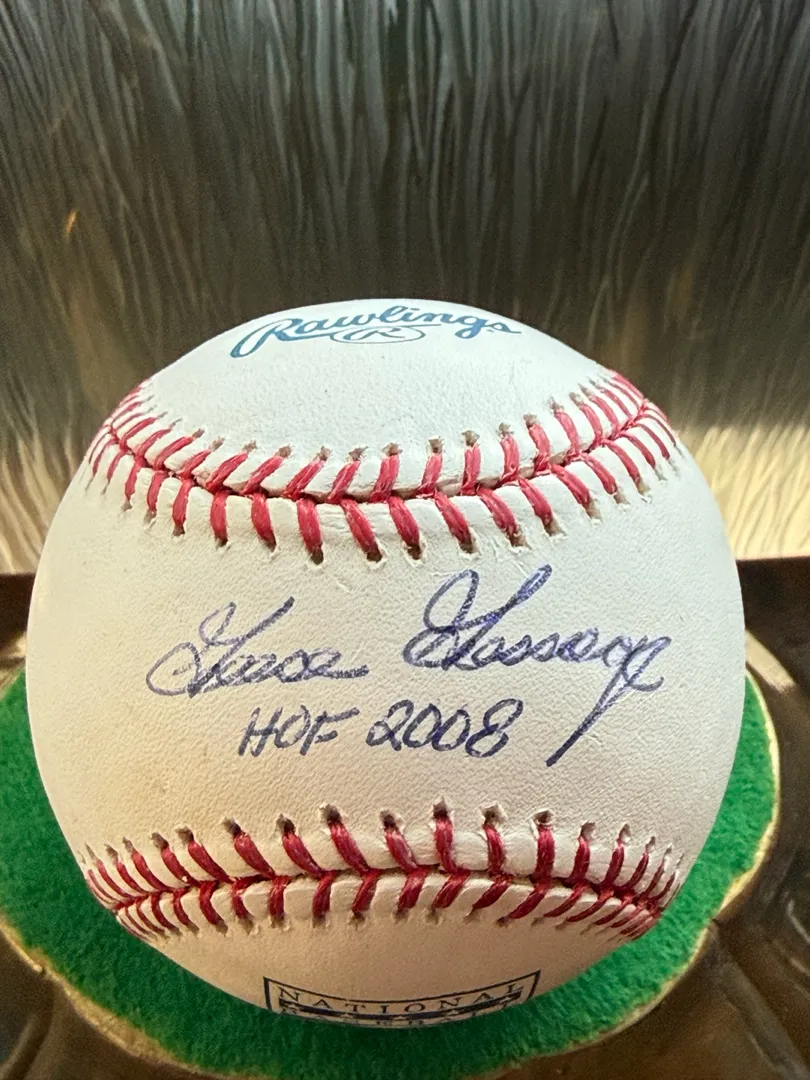 Rawlings
R
Goose Gossage
HOF 2008
NATIONAL